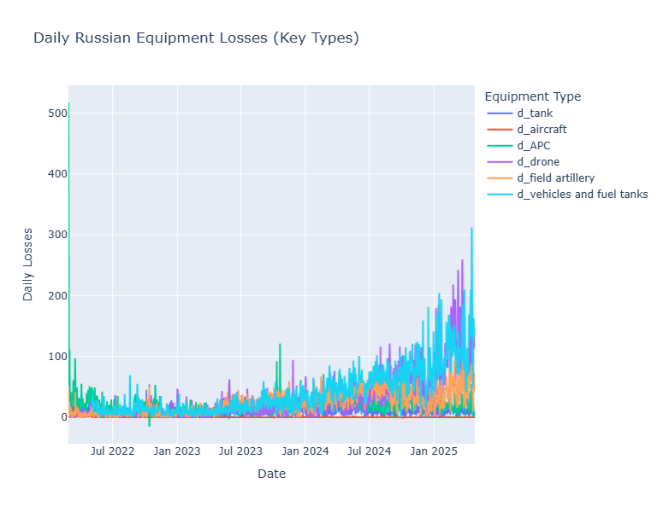 Daily Russian Equipment Losses (Key Types)
Equipment Type
d_tank
d_aircraft
d_APC
d_drone
d_field artillery
d_vehicles and fuel tanks
Daily Losses
500
400
300
200
100
0
Jul 2022
Jan 2023
Jul 2023
Jan 2024
Jul 2024
Jan 2025
Date